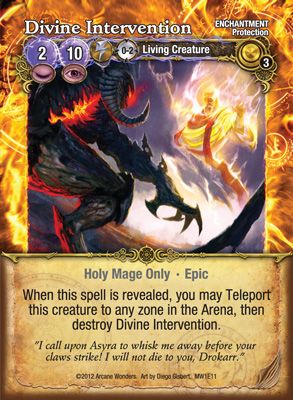 Divine Intervention
ENCHANTMENT
Protection
2 10 0-2 Living Creature
3
Holy Mage Only · Epic
When this spell is revealed, you may Teleport
this creature to any zone in the Arena, then
destroy Divine Intervention.
"I call upon Asyra to whisk me away before your
claws strike! I will not die to you, Drokarr."
©2012 Arcane Wonders. Art by Diego Gisbert. MW1E11